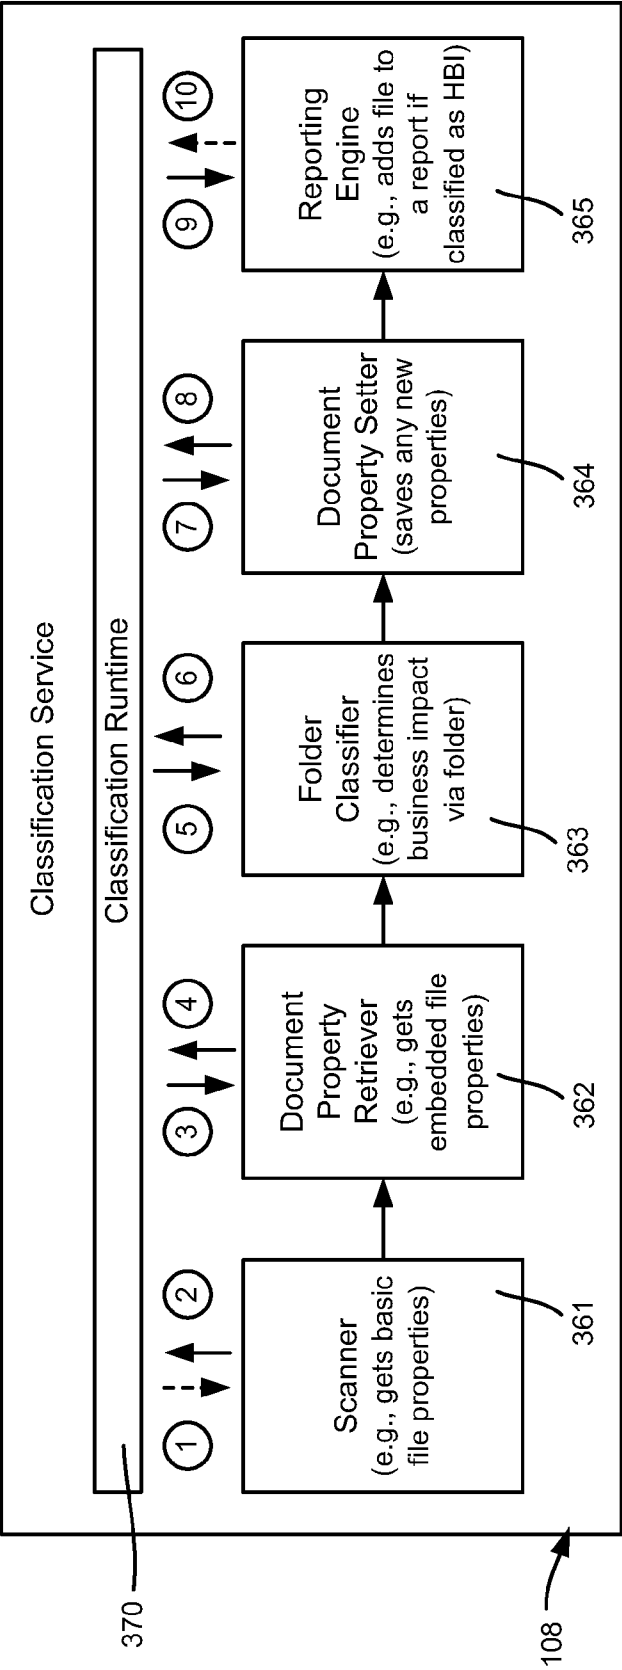 Classification Service
Classification Runtime
370
1
2
3
4
5
6
7
8
9
10
Scanner
(e.g., gets basic
file properties)
361
Document
Property
Retriever
(e.g., gets
embedded file
properties)
362
Folder
Classifier
(e.g., determines
business impact
via folder)
363
Document
Property Setter
(saves any new
properties)
364
Reporting
Engine
(e.g., adds file to
a report if
classified as HBI)
365
108